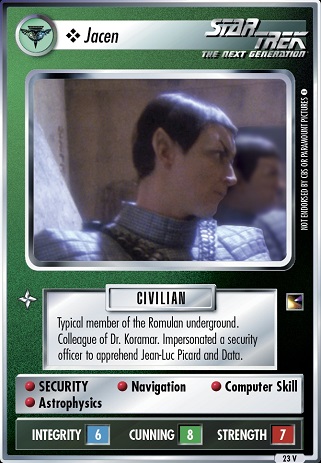 ❖ Jacen
STAR TREK
THE NEXT GENERATION
NOT ENDORSED BY CBS OR PARAMOUNT PICTURES
CIVILIAN
Typical member of the Romulan underground.
Colleague of Dr. Koramar. Impersonated a security
officer to apprehend Jean-Luc Picard and Data.
SECURITY Navigation Computer Skill
Astrophysics
INTEGRITY 6 CUNNING 8 STRENGTH 7
23 V